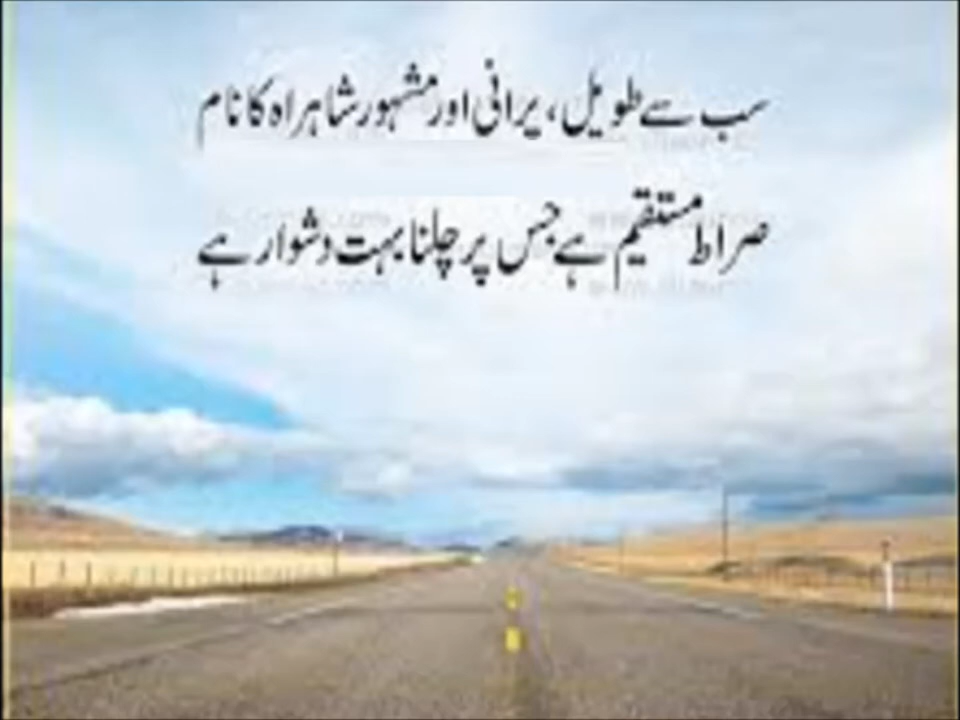 سب سے طویل، پرانی اور مشہور شاہراہ کا نام
صراط مستقیم ہے جس پر چلنا بہت دشوار ہے